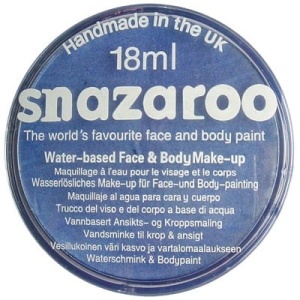 Handmade in the UK
18ml
snazaroo
The world's favourite face and body paint
Water-based Face & Body Make-up
Maquillage à l'eau pour le visage et le corps
Wasserlösliches Make-up für Face-und Body-painting
Maquillaje al agua para cara y cuerpo
Trucco del viso e del corpo a base di acqua
Vannbasert Ansikts- og Kroppsmaling
Vandsminke til krop & ansigt
Vesilukoinen väri kasvo ja vartalomaalaukseen
Waterschmink & Bodypaint